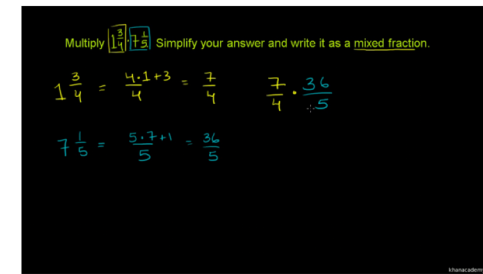 Multiply 1 3/4 · 7 1/5 Simplify your answer and write it as a mixed fraction.
1 3/4 = (4·1+3)/4 = 7/4    7/4 · 36/5
7 1/5 = (5·7+1)/5 = 36/5
khanacadem